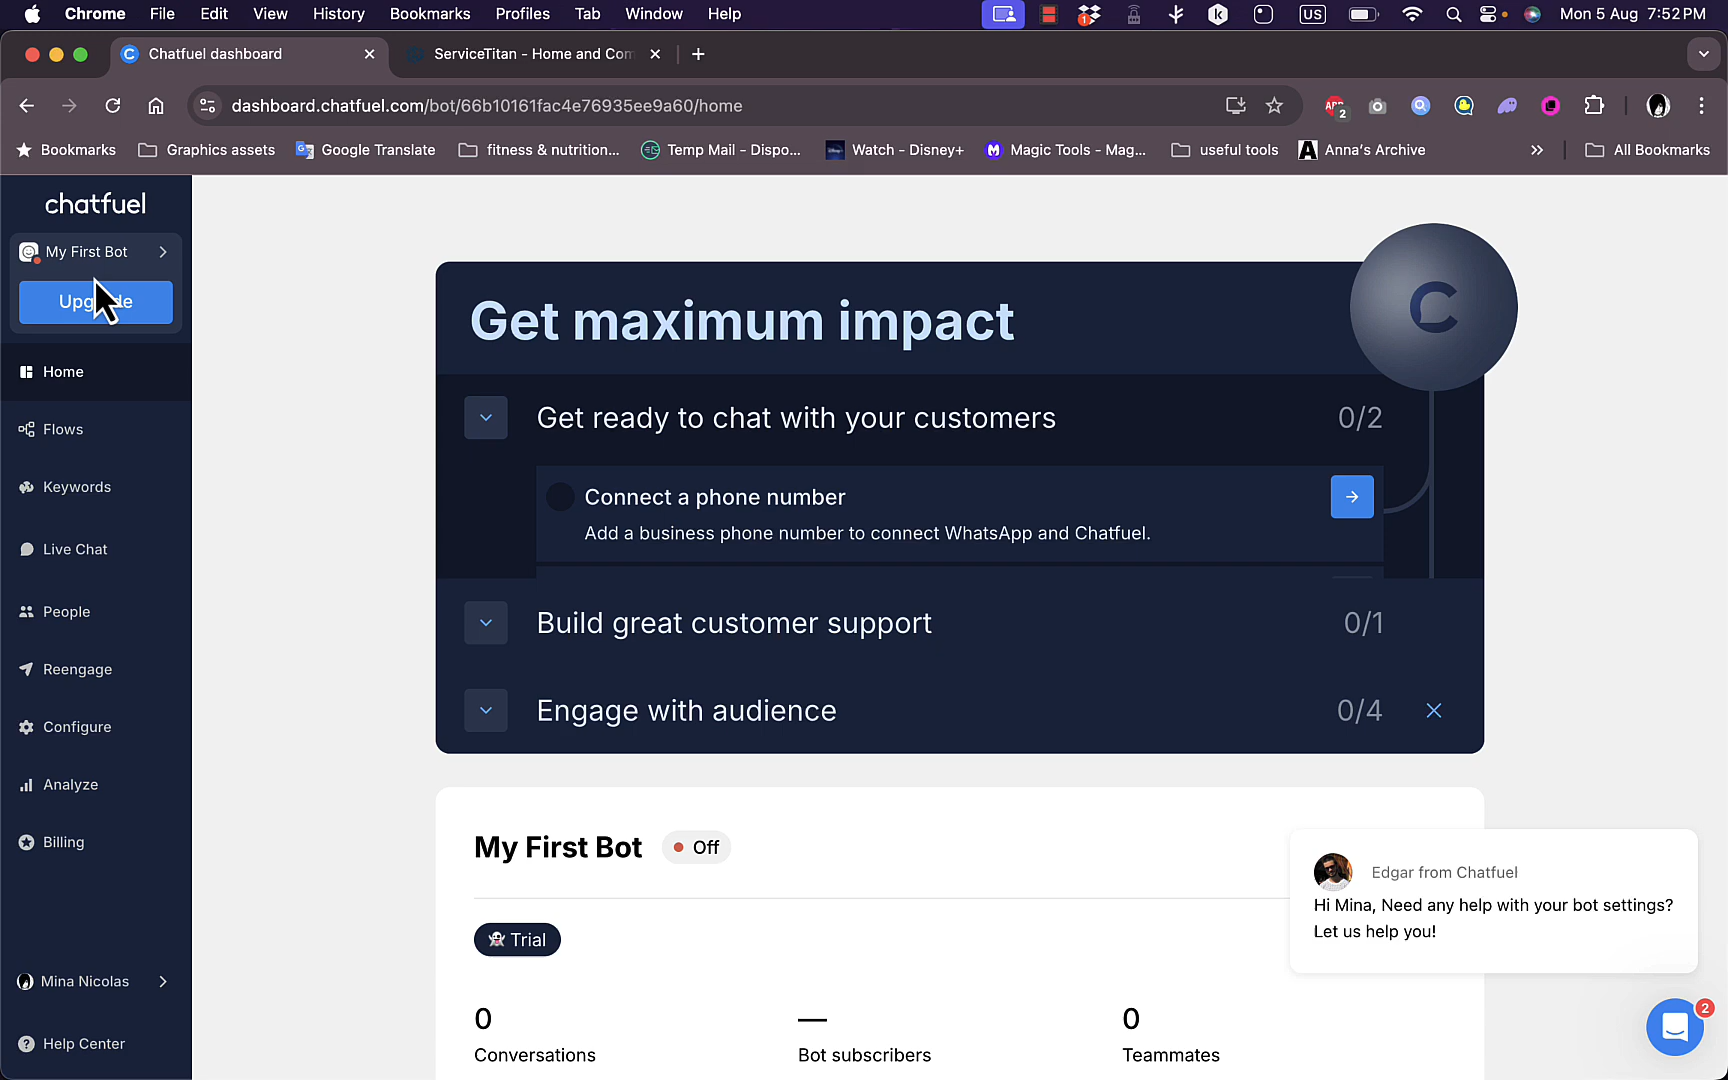 Chrome File Edit View History Bookmarks Profiles Tab Window Help 1 US Mon 5 Aug 7:52 PM
Chatfuel dashboard ServiceTitan - Home and Com
dashboard.chatfuel.com/bot/66b10161fac4e76935ee9a60/home ABP 2
Bookmarks Graphics assets Google Translate fitness & nutrition... Temp Mail - Dispo... Watch - Disney+ Magic Tools - Mag... useful tools Anna's Archive All Bookmarks
chatfuel
My First Bot
Upgrade
Home
Flows
Keywords
Live Chat
People
Reengage
Configure
Analyze
Billing
Mina Nicolas
Help Center
Get maximum impact
Get ready to chat with your customers 0/2
Connect a phone number
Add a business phone number to connect WhatsApp and Chatfuel.
Build great customer support 0/1
Engage with audience 0/4
My First Bot Off
Trial
0 — 0
Conversations Bot subscribers Teammates
Edgar from Chatfuel
Hi Mina, Need any help with your bot settings?
Let us help you!
2